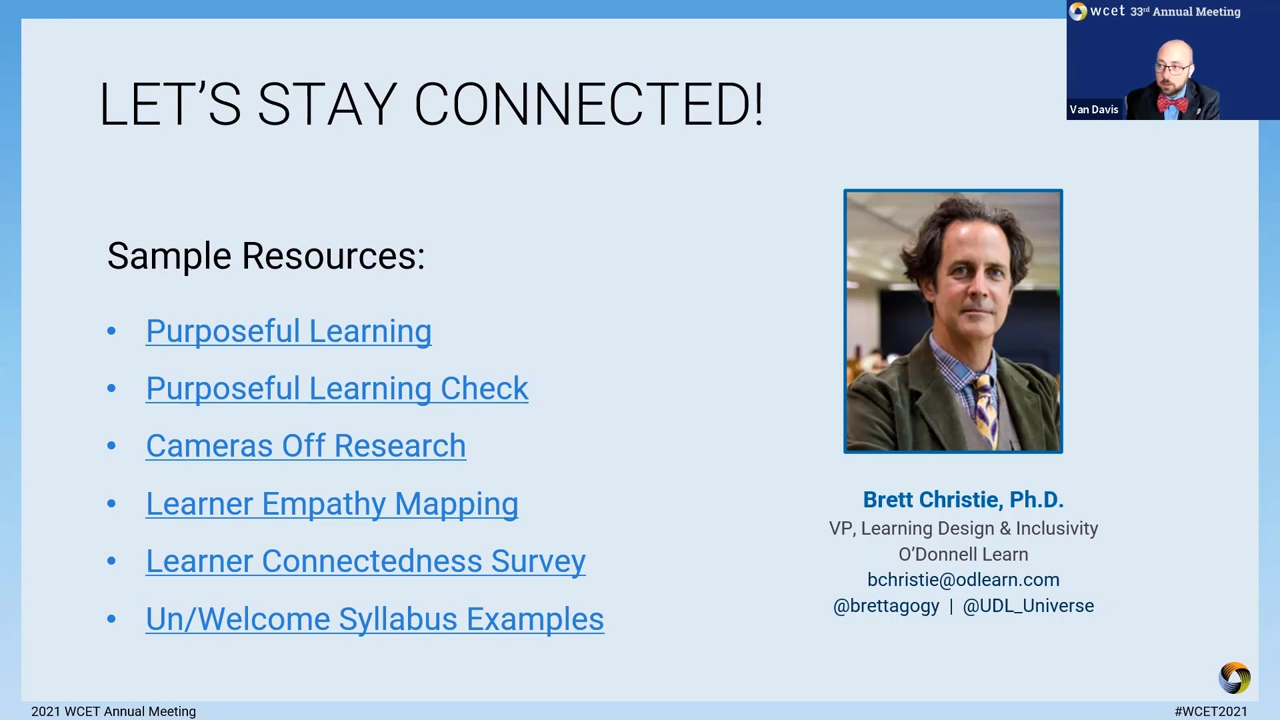 wcet 33rd Annual Meeting
Van Davis
LET'S STAY CONNECTED!
Sample Resources:
• Purposeful Learning
• Purposeful Learning Check
• Cameras Off Research
• Learner Empathy Mapping
• Learner Connectedness Survey
• Un/Welcome Syllabus Examples
Brett Christie, Ph.D.
VP, Learning Design & Inclusivity
O'Donnell Learn
bchristie@odlearn.com
@brettagogy | @UDL_Universe
2021 WCET Annual Meeting
#WCET2021